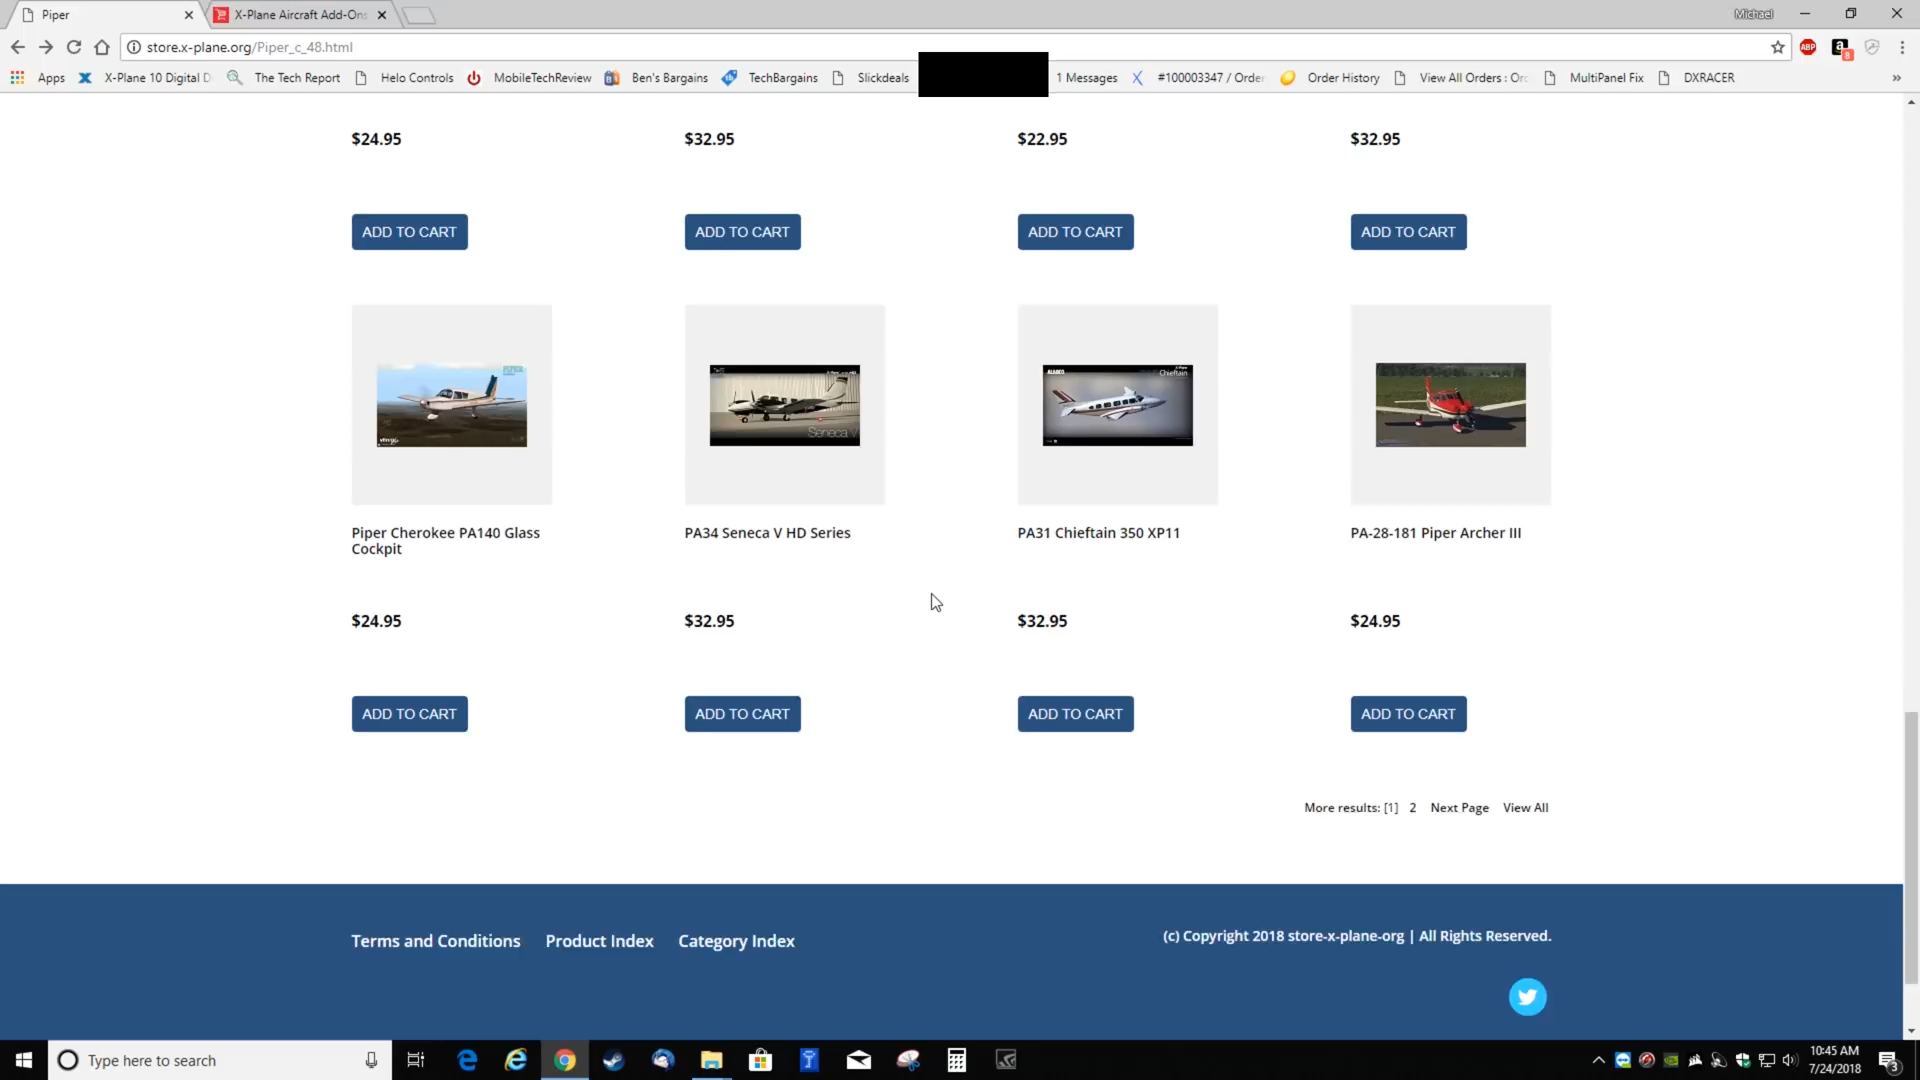 Piper
X-Plane Aircraft Add-Ons
Michael
store.x-plane.org/Piper_c_48.html
ABP
8
Apps
X-Plane 10 Digital D
The Tech Report
Helo Controls
MobileTechReview
Ben's Bargains
TechBargains
Slickdeals
1 Messages
#100003347 / Order
Order History
View All Orders : Or
MultiPanel Fix
DXRACER
$24.95 $32.95 $22.95 $32.95
ADD TO CART ADD TO CART ADD TO CART ADD TO CART
Seneca V
Chieftain
Piper Cherokee PA140 Glass
Cockpit
PA34 Seneca V HD Series
PA31 Chieftain 350 XP11
PA-28-181 Piper Archer III
$24.95 $32.95 $32.95 $24.95
ADD TO CART ADD TO CART ADD TO CART ADD TO CART
More results: [1] 2 Next Page View All
Terms and Conditions Product Index Category Index
(c) Copyright 2018 store-x-plane-org | All Rights Reserved.
Type here to search
10:45 AM
7/24/2018
3